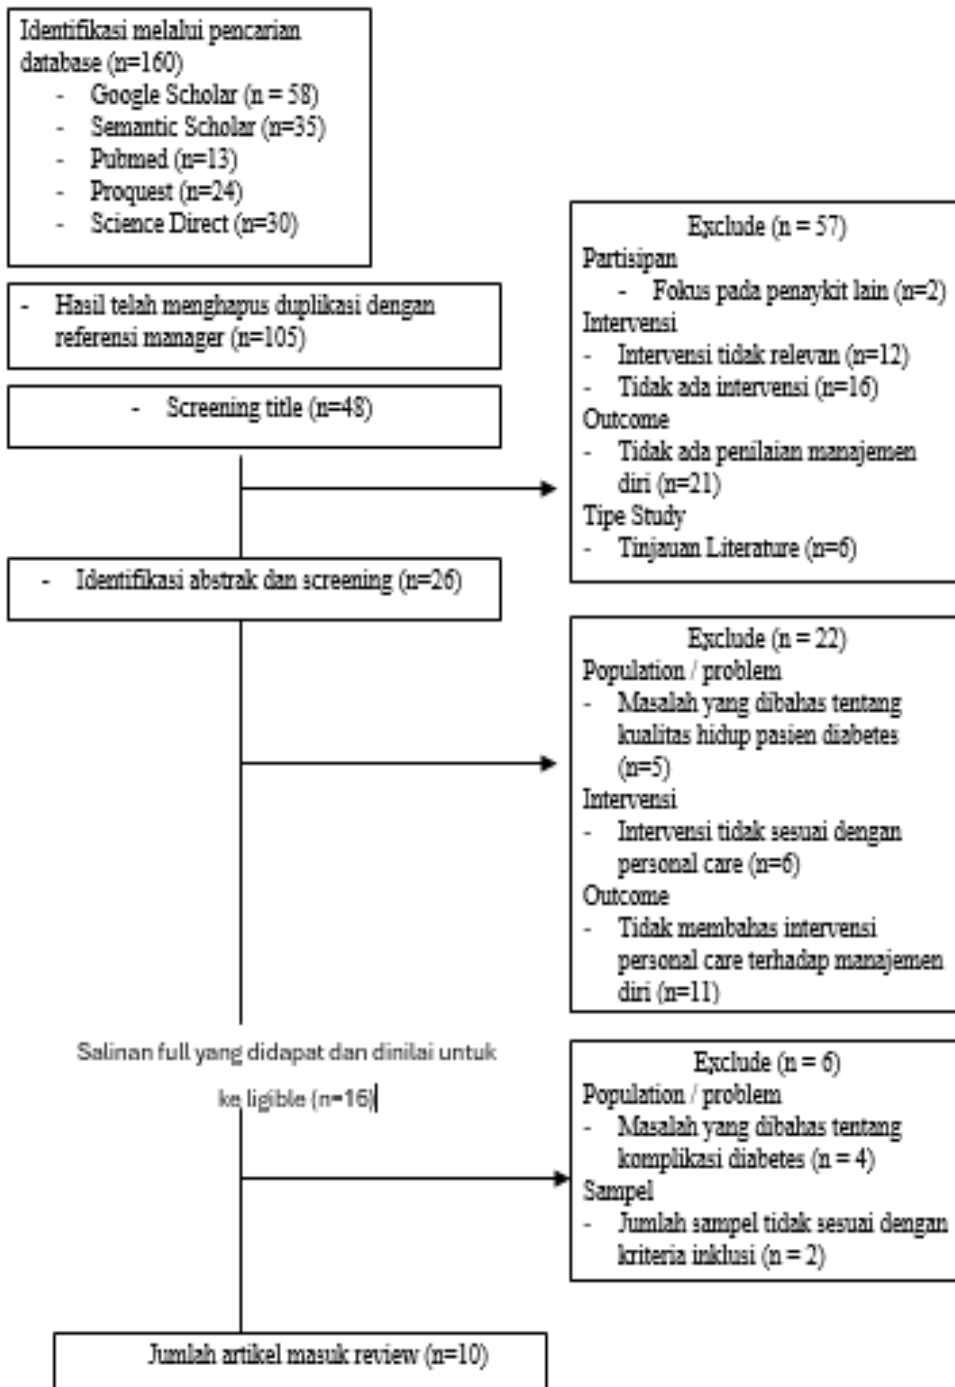 Identifikasi melalui pencarian
database (n=160)
- Google Scholar (n = 58)
- Semantic Scholar (n=35)
- Pubmed (n=13)
- Proquest (n=24)
- Science Direct (n=30)
- Hasil telah menghapus duplikasi dengan
referensi manager (n=105)
- Screening title (n=48)
Exclude (n = 57)
Partisipan
- Fokus pada penaykit lain (n=2)
Intervensi
- Intervensi tidak relevan (n=12)
- Tidak ada intervensi (n=16)
Outcome
- Tidak ada penilaian manajemen
diri (n=21)
Tipe Study
- Tinjauan Literature (n=6)
- Identifikasi abstrak dan screening (n=26)
Exclude (n = 22)
Population / problem
- Masalah yang dibahas tentang
kualitas hidup pasien diabetes
(n=5)
Intervensi
- Intervensi tidak sesuai dengan
personal care (n=6)
Outcome
- Tidak membahas intervensi
personal care terhadap manajemen
diri (n=11)
Salinan full yang didapat dan dinilai untuk
ke ligible (n=16)
Exclude (n = 6)
Population / problem
- Masalah yang dibahas tentang
komplikasi diabetes (n = 4)
Sampel
- Jumlah sampel tidak sesuai dengan
kriteria inklusi (n = 2)
Jumlah artikel masuk review (n=10)